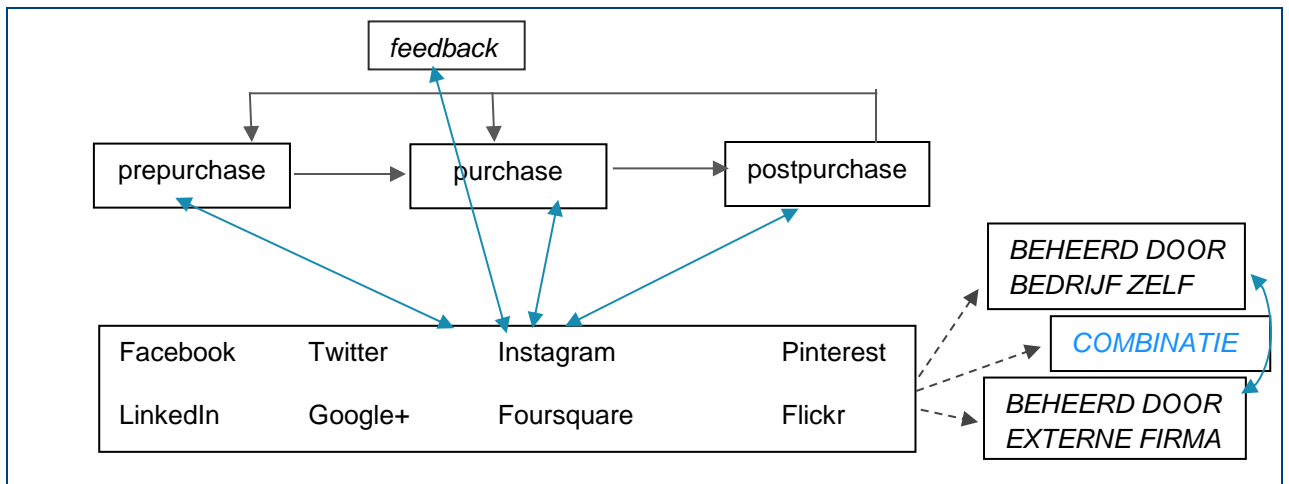 feedback
prepurchase
purchase
postpurchase
BEHEERD DOOR
BEDRIJF ZELF
COMBINATIE
BEHEERD DOOR
EXTERNE FIRMA
Facebook Twitter Instagram Pinterest
LinkedIn Google+ Foursquare Flickr